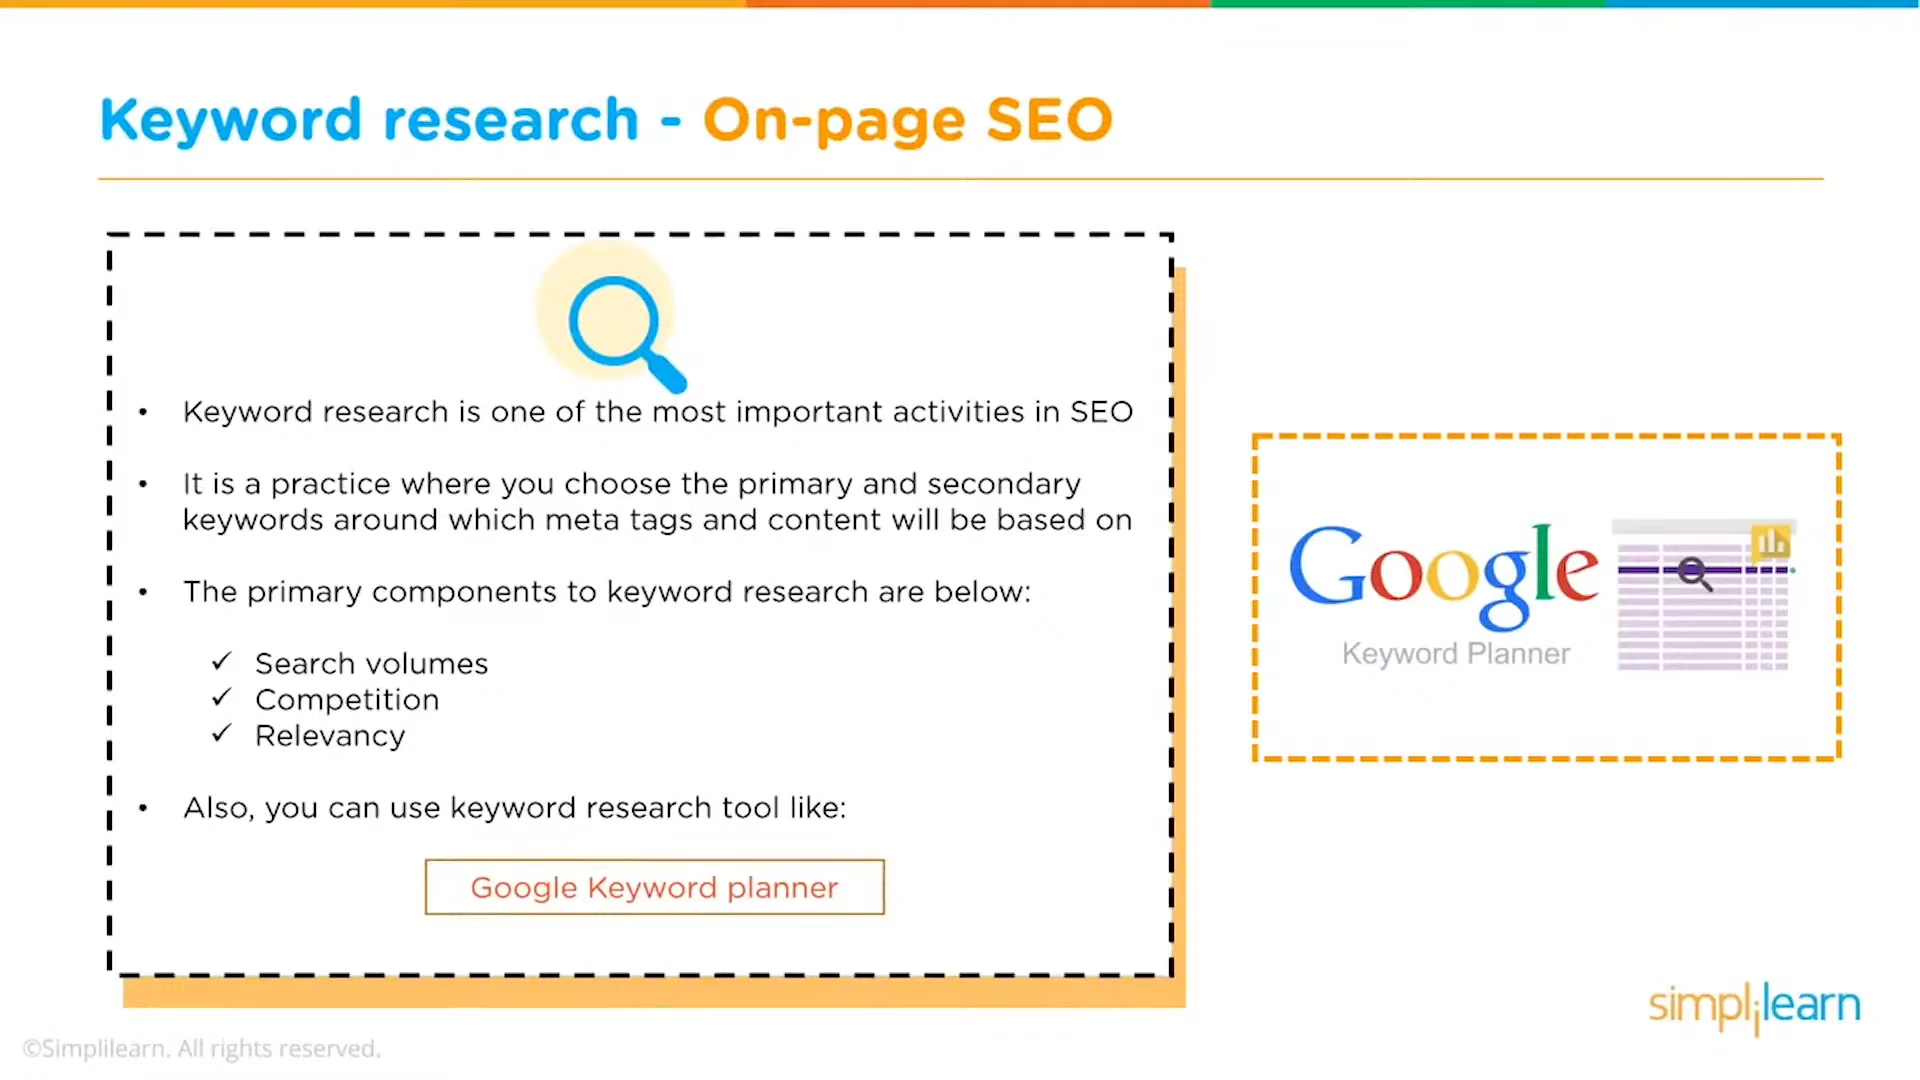 Keyword research - On-page SEO
• Keyword research is one of the most important activities in SEO
• It is a practice where you choose the primary and secondary
keywords around which meta tags and content will be based on
• The primary components to keyword research are below:
✓ Search volumes
✓ Competition
✓ Relevancy
• Also, you can use keyword research tool like:
Google Keyword planner
Google
Keyword Planner
simplilearn
©Simplilearn. All rights reserved.